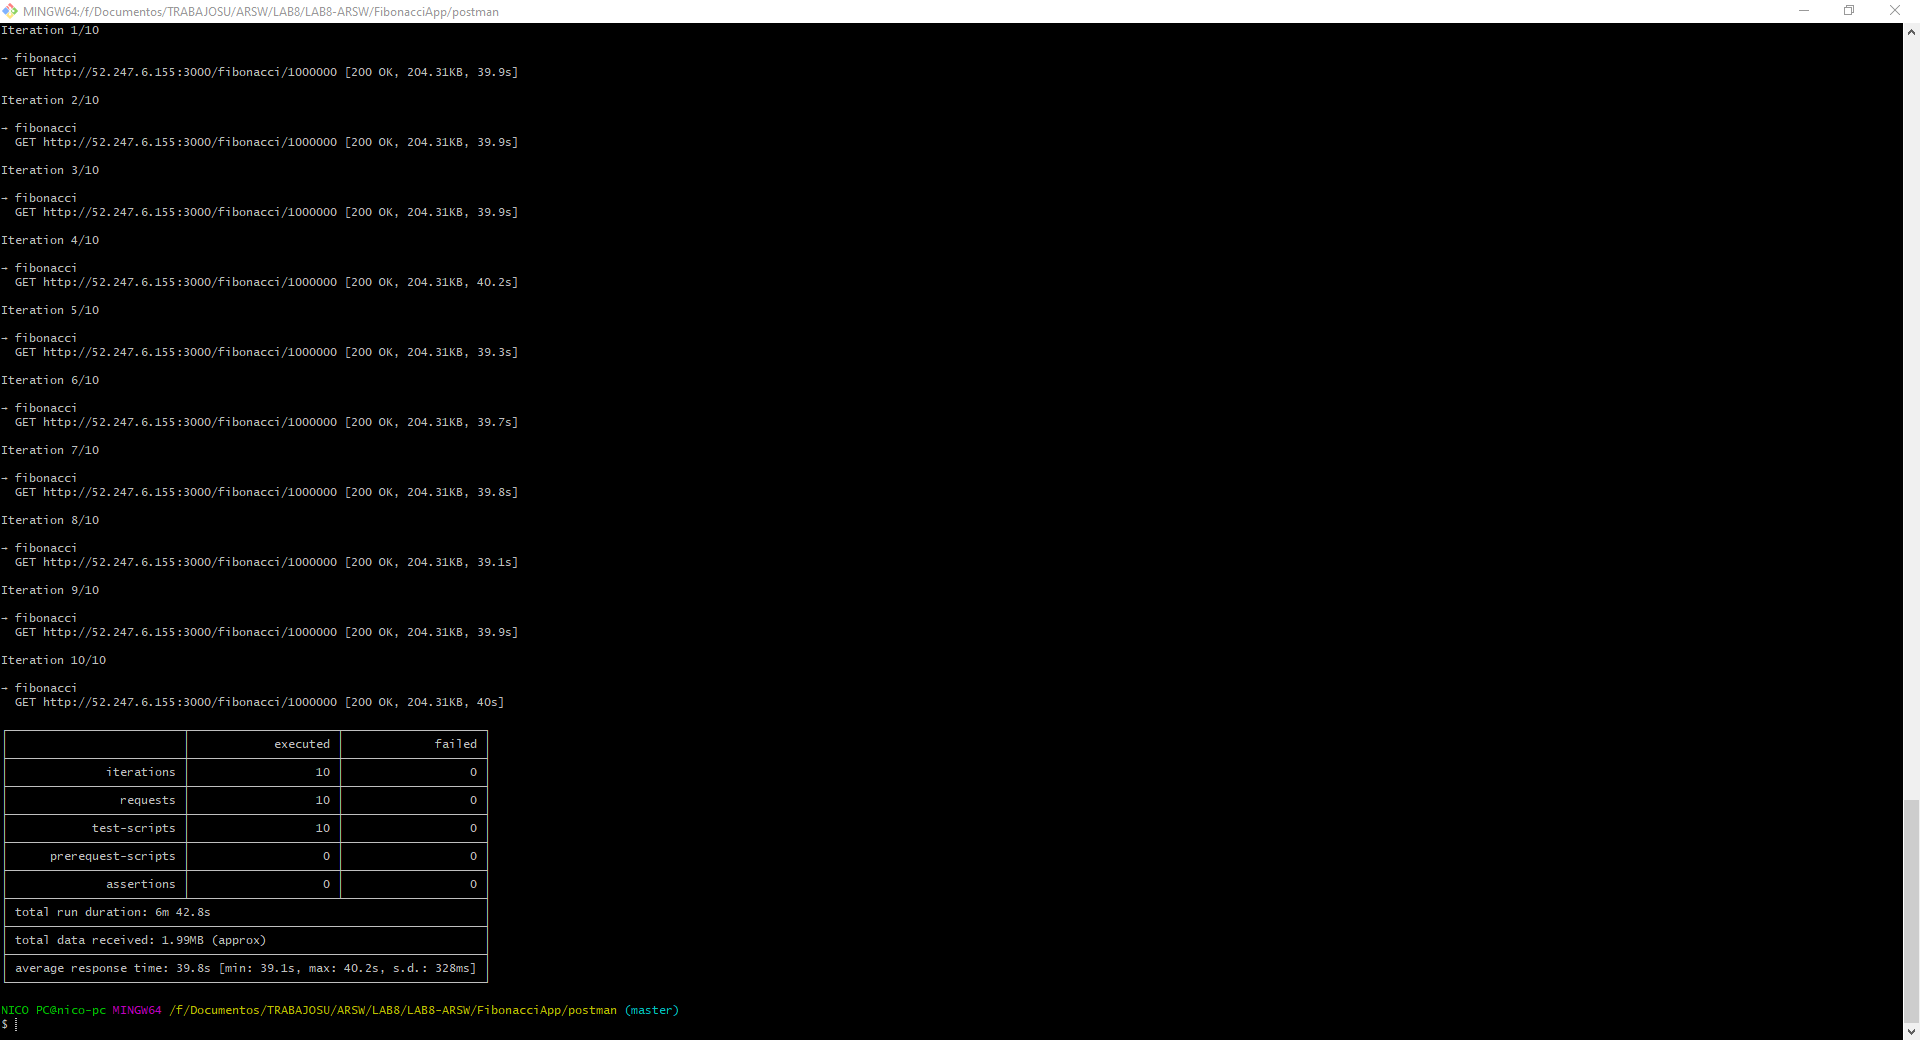 MINGW64:/f/Documentos/TRABAJOSU/ARSW/LAB8/LAB8-ARSW/FibonacciApp/postman
Iteration 1/10
→ fibonacci
GET http://52.247.6.155:3000/fibonacci/1000000 [200 OK, 204.31KB, 39.9s]
Iteration 2/10
→ fibonacci
GET http://52.247.6.155:3000/fibonacci/1000000 [200 OK, 204.31KB, 39.9s]
Iteration 3/10
→ fibonacci
GET http://52.247.6.155:3000/fibonacci/1000000 [200 OK, 204.31KB, 39.9s]
Iteration 4/10
→ fibonacci
GET http://52.247.6.155:3000/fibonacci/1000000 [200 OK, 204.31KB, 40.2s]
Iteration 5/10
→ fibonacci
GET http://52.247.6.155:3000/fibonacci/1000000 [200 OK, 204.31KB, 39.3s]
Iteration 6/10
→ fibonacci
GET http://52.247.6.155:3000/fibonacci/1000000 [200 OK, 204.31KB, 39.7s]
Iteration 7/10
→ fibonacci
GET http://52.247.6.155:3000/fibonacci/1000000 [200 OK, 204.31KB, 39.8s]
Iteration 8/10
→ fibonacci
GET http://52.247.6.155:3000/fibonacci/1000000 [200 OK, 204.31KB, 39.1s]
Iteration 9/10
→ fibonacci
GET http://52.247.6.155:3000/fibonacci/1000000 [200 OK, 204.31KB, 39.9s]
Iteration 10/10
→ fibonacci
GET http://52.247.6.155:3000/fibonacci/1000000 [200 OK, 204.31KB, 40s]
executed failed
iterations 10 0
requests 10 0
test-scripts 10 0
prerequest-scripts 0 0
assertions 0 0
total run duration: 6m 42.8s
total data received: 1.99MB (approx)
average response time: 39.8s [min: 39.1s, max: 40.2s, s.d.: 328ms]
NICO PC@nico-pc MINGW64 /f/Documentos/TRABAJOSU/ARSW/LAB8/LAB8-ARSW/FibonacciApp/postman (master)
$